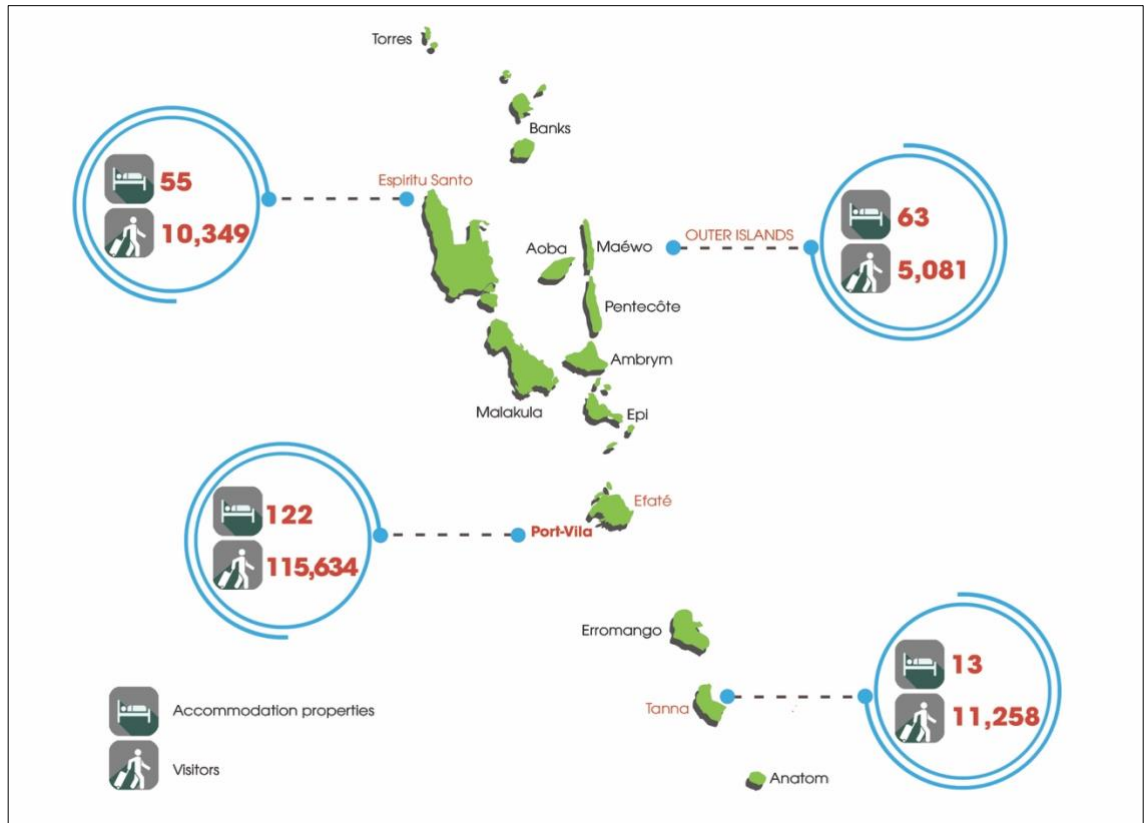 Torres
Banks
Espiritu Santo
55
10,349
63
5,081
OUTER ISLANDS
Aoba
Maéwo
Pentecôte
Ambrym
Malakula
Epi
122
115,634
Efaté
Port-Vila
Erromango
13
11,258
Tanna
Accommodation properties
Visitors
Anatom